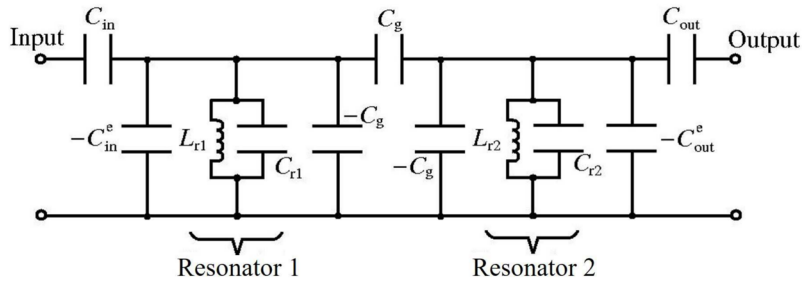 C_in
C_g
C_out
Input
Output
−C_in^e
L_r1
C_r1
−C_g
−C_g
L_r2
C_r2
−C_out^e
Resonator 1
Resonator 2